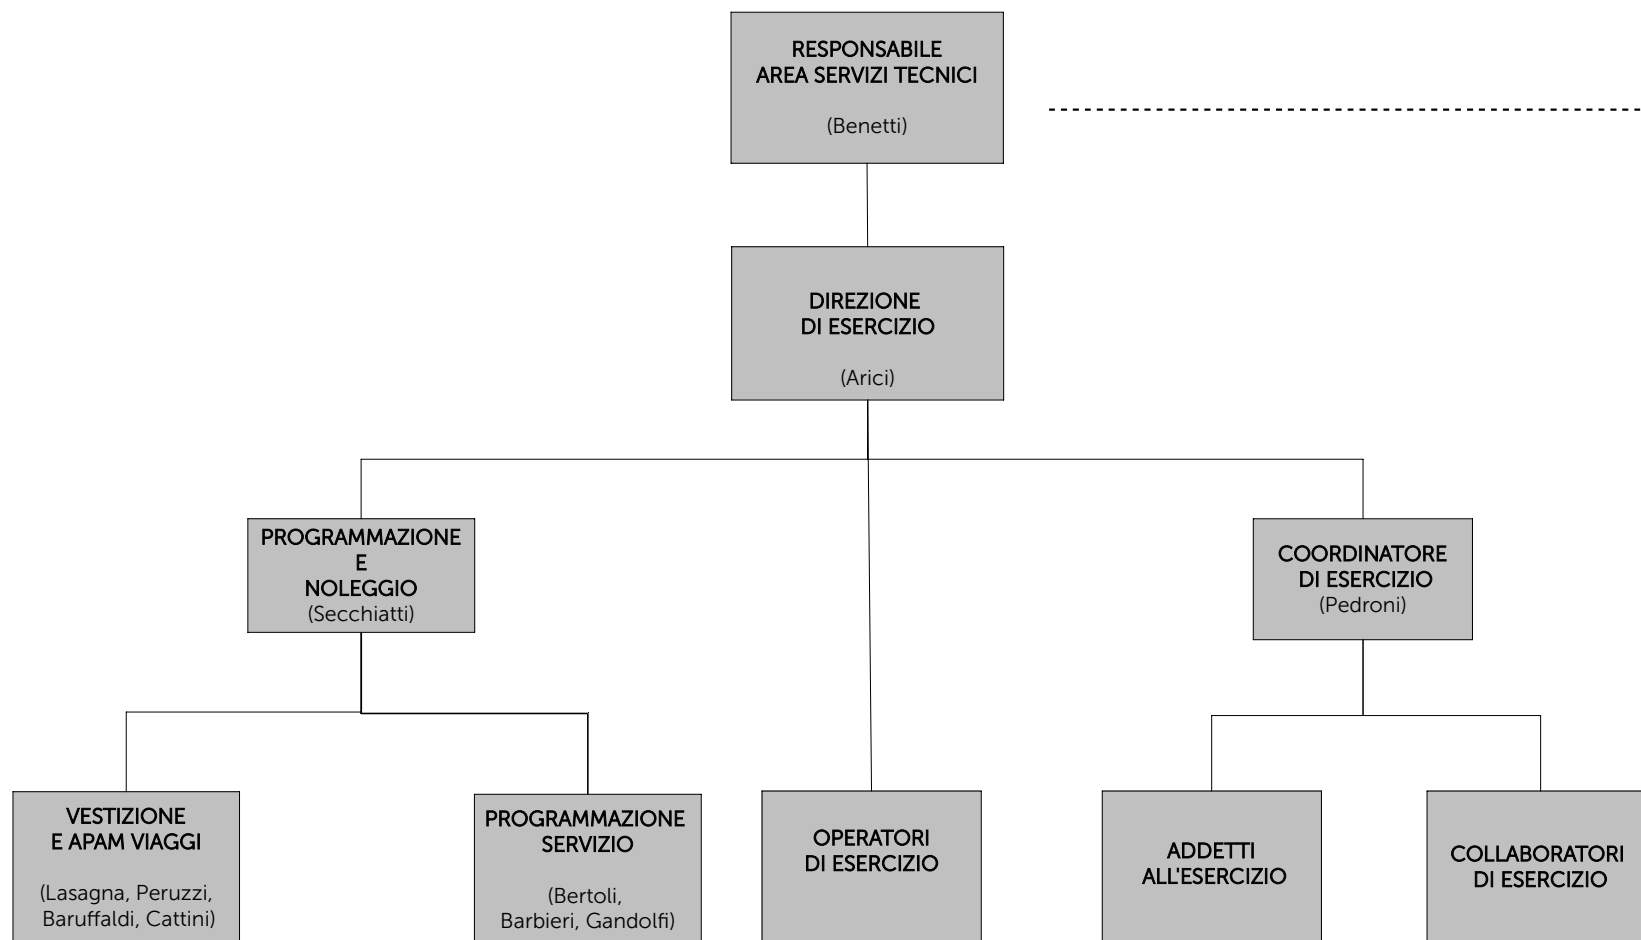 RESPONSABILE
AREA SERVIZI TECNICI
(Benetti)
DIREZIONE
DI ESERCIZIO
(Arici)
PROGRAMMAZIONE
E
NOLEGGIO
(Secchiatti)
COORDINATORE
DI ESERCIZIO
(Pedroni)
VESTIZIONE
E APAM VIAGGI
(Lasagna, Peruzzi,
Baruffaldi, Cattini)
PROGRAMMAZIONE
SERVIZIO
(Bertoli,
Barbieri, Gandolfi)
OPERATORI
DI ESERCIZIO
ADDETTI
ALL'ESERCIZIO
COLLABORATORI
DI ESERCIZIO